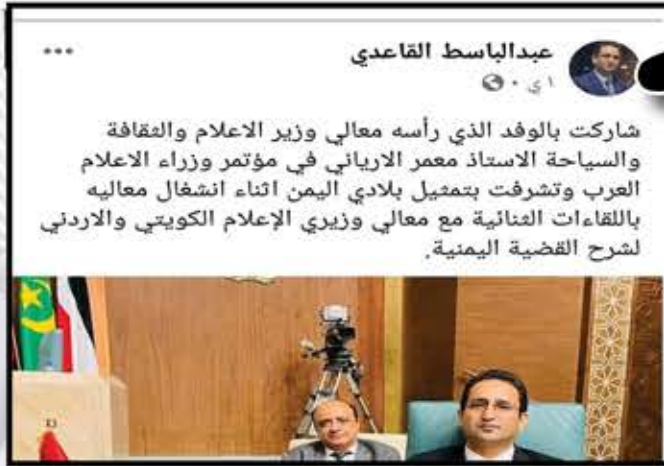 عبدالباسط القاعدي
١ ي ·
شاركت بالوفد الذي رأسه معالي وزير الاعلام والثقافة
والسياحة الاستاذ معمر الارياني في مؤتمر وزراء الاعلام
العرب وتشرفت بتمثيل بلادي اليمن اثناء انشغال معاليه
باللقاءات الثنائية مع معالي وزيري الإعلام الكويتي والاردني
لشرح القضية اليمنية.